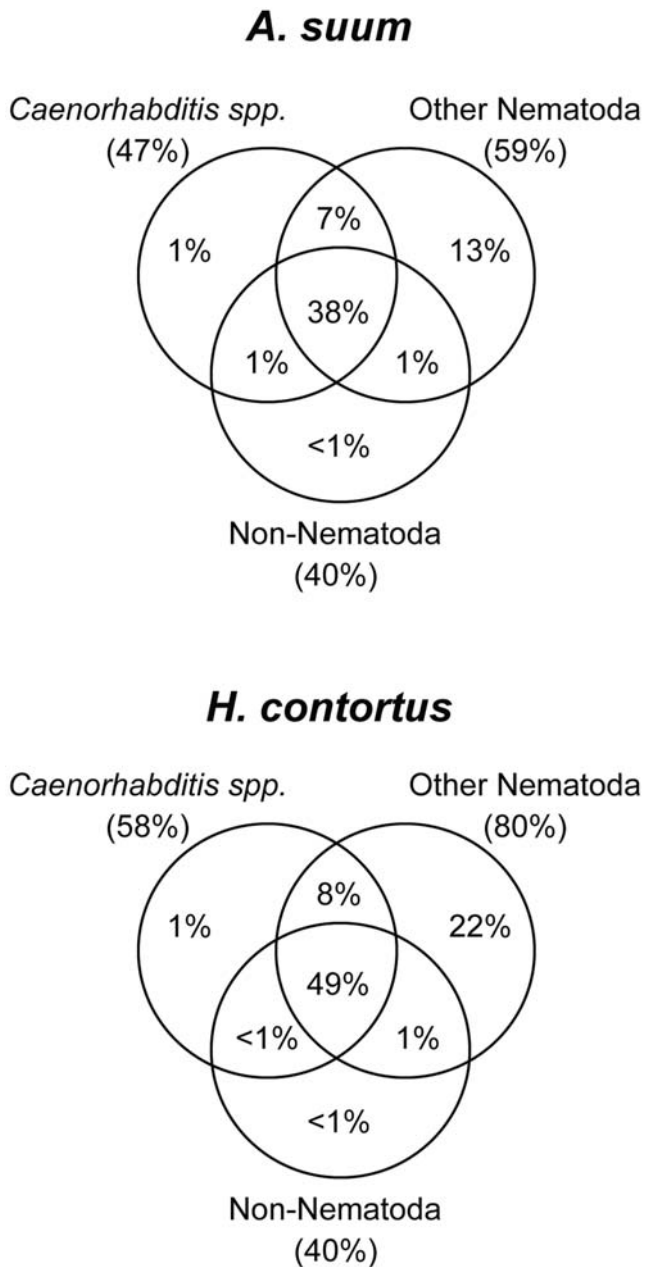 A. suum
Caenorhabditis spp.
(47%)
Other Nematoda
(59%)
7%
1%
13%
38%
1%
1%
<1%
Non-Nematoda
(40%)
H. contortus
Caenorhabditis spp.
(58%)
Other Nematoda
(80%)
8%
1%
22%
49%
<1%
1%
<1%
Non-Nematoda
(40%)